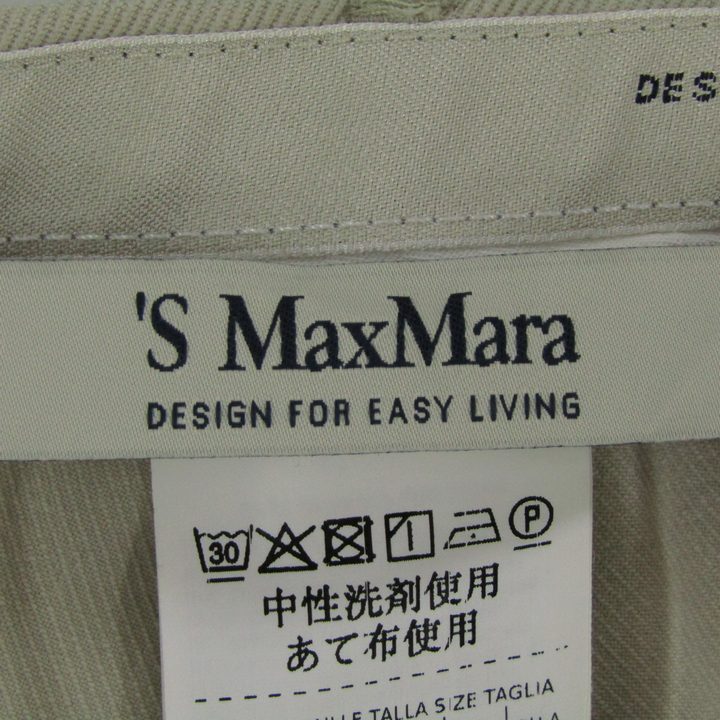 DES
'S MaxMara
DESIGN FOR EASY LIVING
30 P
中性洗剤使用
あて布使用
TALLA SIZE TAGLIA